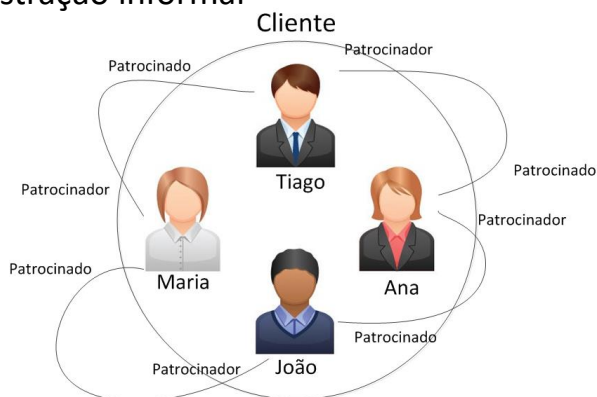 stração informal
Cliente
Patrocinador
Patrocinado
Tiago
Patrocinado
Patrocinador
Patrocinador
Patrocinado
Maria
Ana
Patrocinado
Patrocinador
João